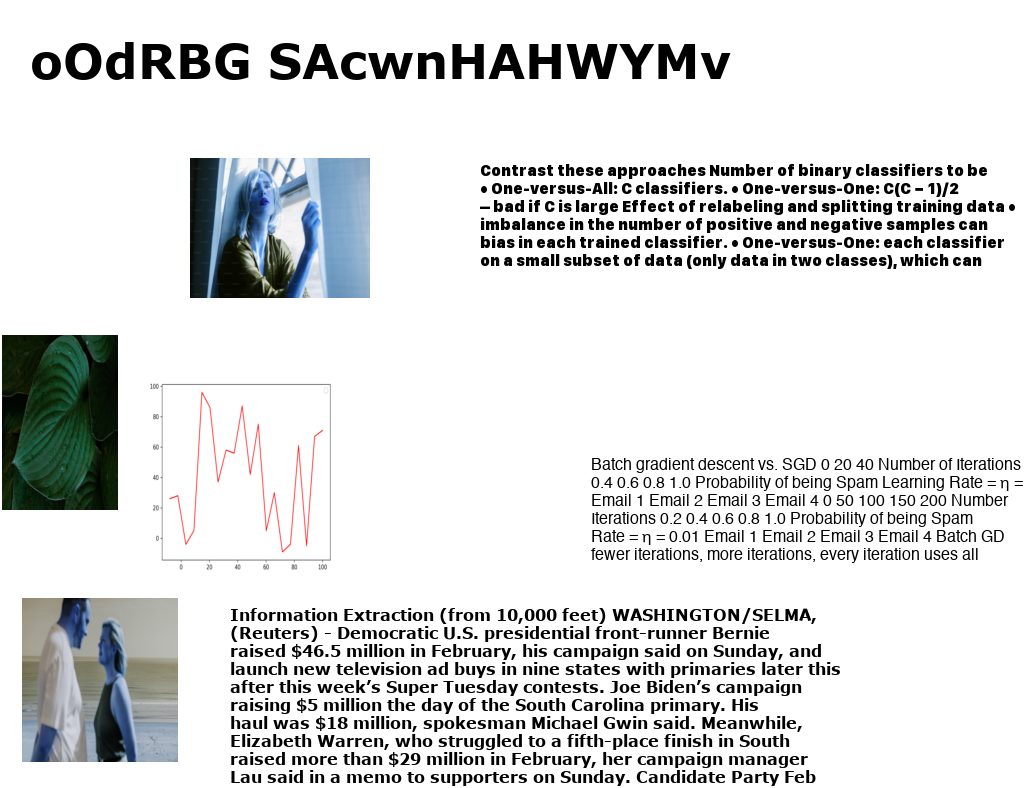 oOdRBG SAcwnHAHWYMv
Contrast these approaches Number of binary classifiers to be
• One-versus-All: C classifiers. • One-versus-One: C(C – 1)/2
– bad if C is large Effect of relabeling and splitting training data •
imbalance in the number of positive and negative samples can
bias in each trained classifier. • One-versus-One: each classifier
on a small subset of data (only data in two classes), which can
100
80
60
40
20
0
0 20 40 60 80 100
Batch gradient descent vs. SGD 0 20 40 Number of Iterations
0.4 0.6 0.8 1.0 Probability of being Spam Learning Rate = η =
Email 1 Email 2 Email 3 Email 4 0 50 100 150 200 Number
Iterations 0.2 0.4 0.6 0.8 1.0 Probability of being Spam
Rate = η = 0.01 Email 1 Email 2 Email 3 Email 4 Batch GD
fewer iterations, more iterations, every iteration uses all
Information Extraction (from 10,000 feet) WASHINGTON/SELMA,
(Reuters) - Democratic U.S. presidential front-runner Bernie
raised $46.5 million in February, his campaign said on Sunday, and
launch new television ad buys in nine states with primaries later this
after this week’s Super Tuesday contests. Joe Biden’s campaign
raising $5 million the day of the South Carolina primary. His
haul was $18 million, spokesman Michael Gwin said. Meanwhile,
Elizabeth Warren, who struggled to a fifth-place finish in South
raised more than $29 million in February, her campaign manager
Lau said in a memo to supporters on Sunday. Candidate Party Feb